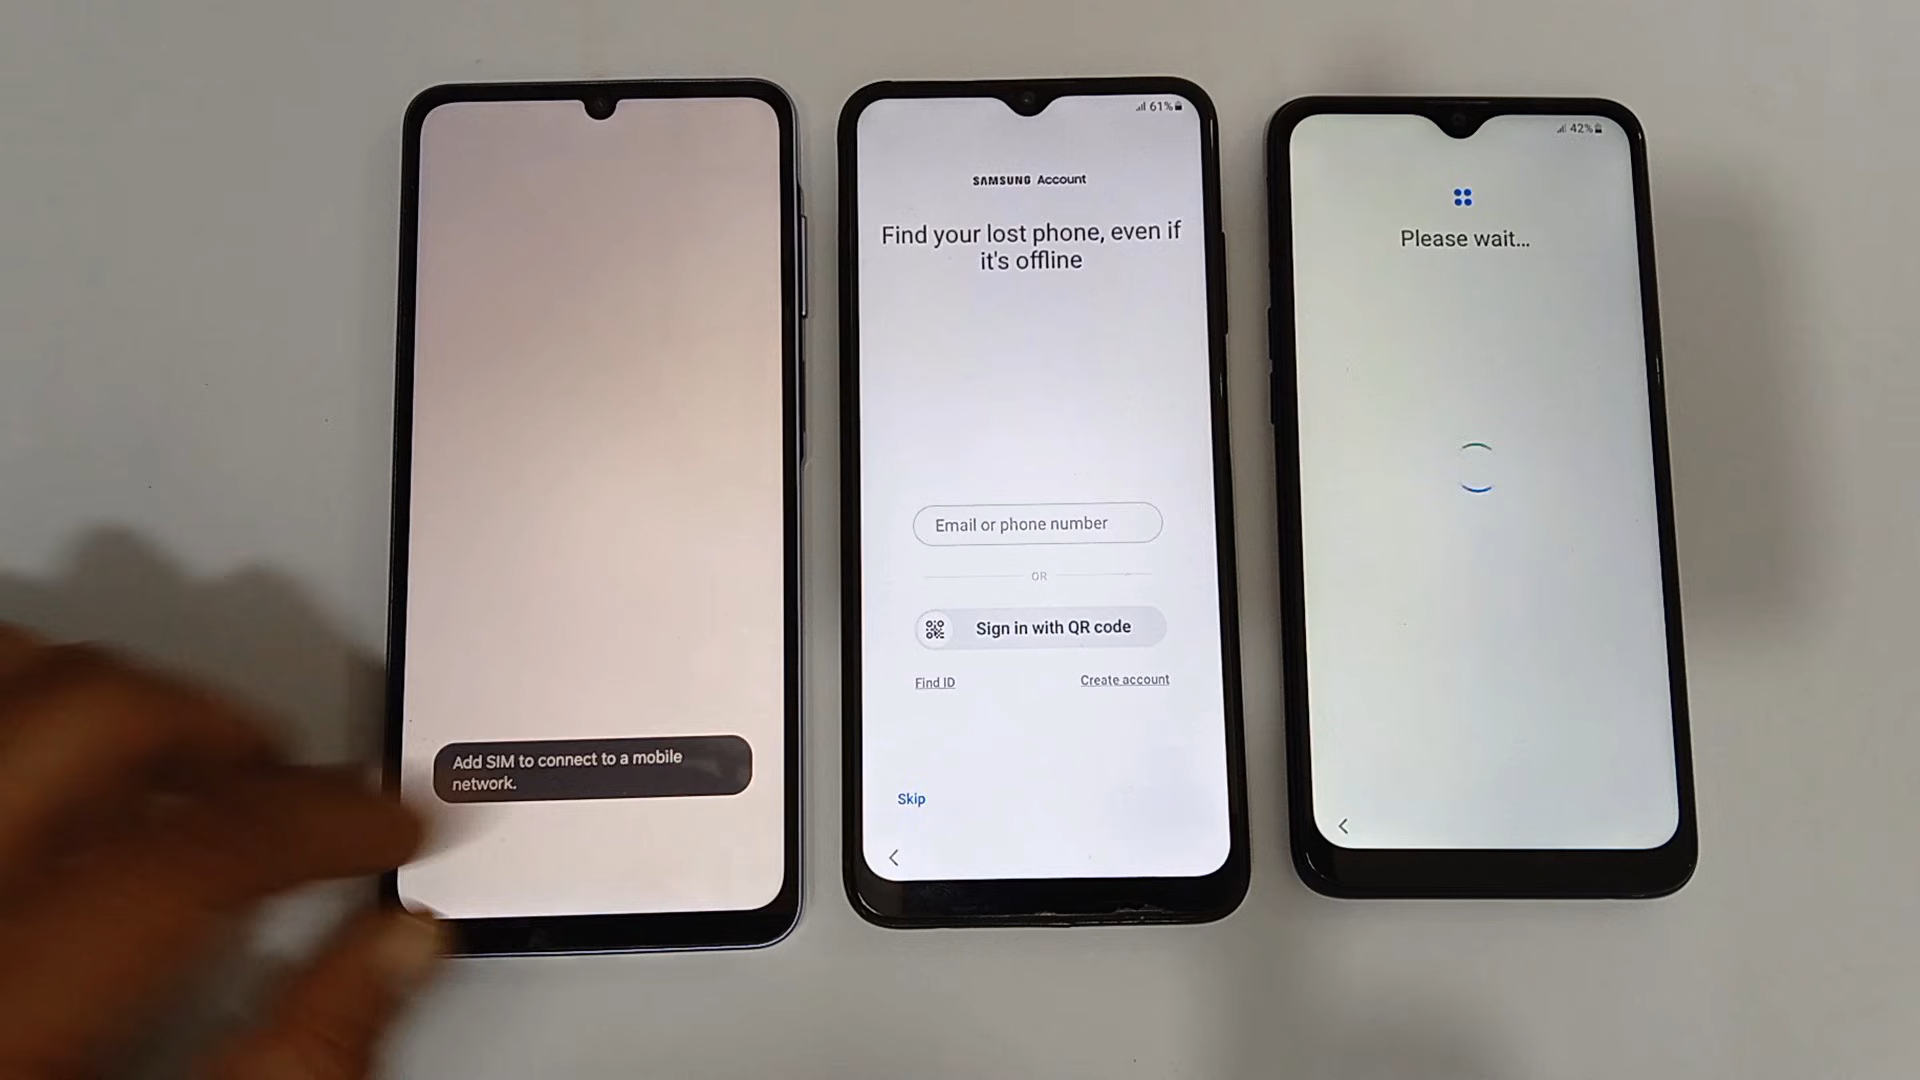 Add SIM to connect to a mobile
network.
61%
SAMSUNG Account
Find your lost phone, even if
it's offline
Email or phone number
OR
Sign in with QR code
Find ID
Create account
Skip
42%
Please wait...